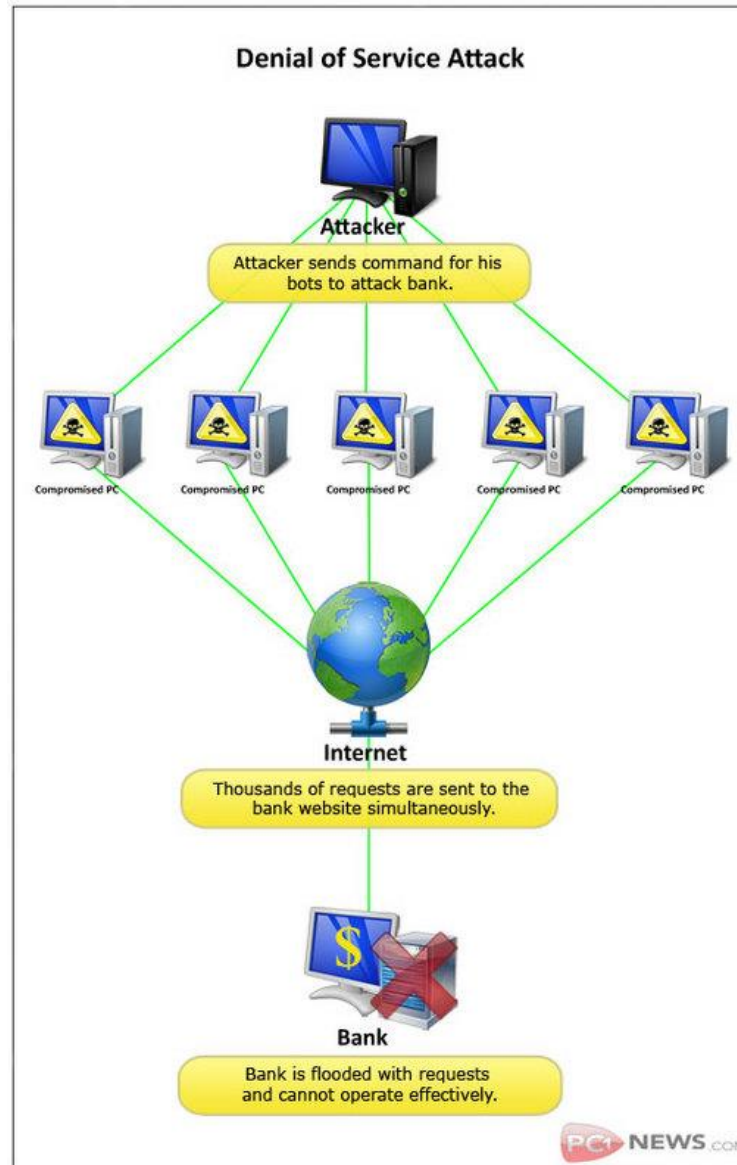 Denial of Service Attack
Attacker
Attacker sends command for his
bots to attack bank.
Compromised PC
Compromised PC
Compromised PC
Compromised PC
Compromised PC
Internet
Thousands of requests are sent to the
bank website simultaneously.
$
Bank
Bank is flooded with requests
and cannot operate effectively.
PC1 NEWS.com